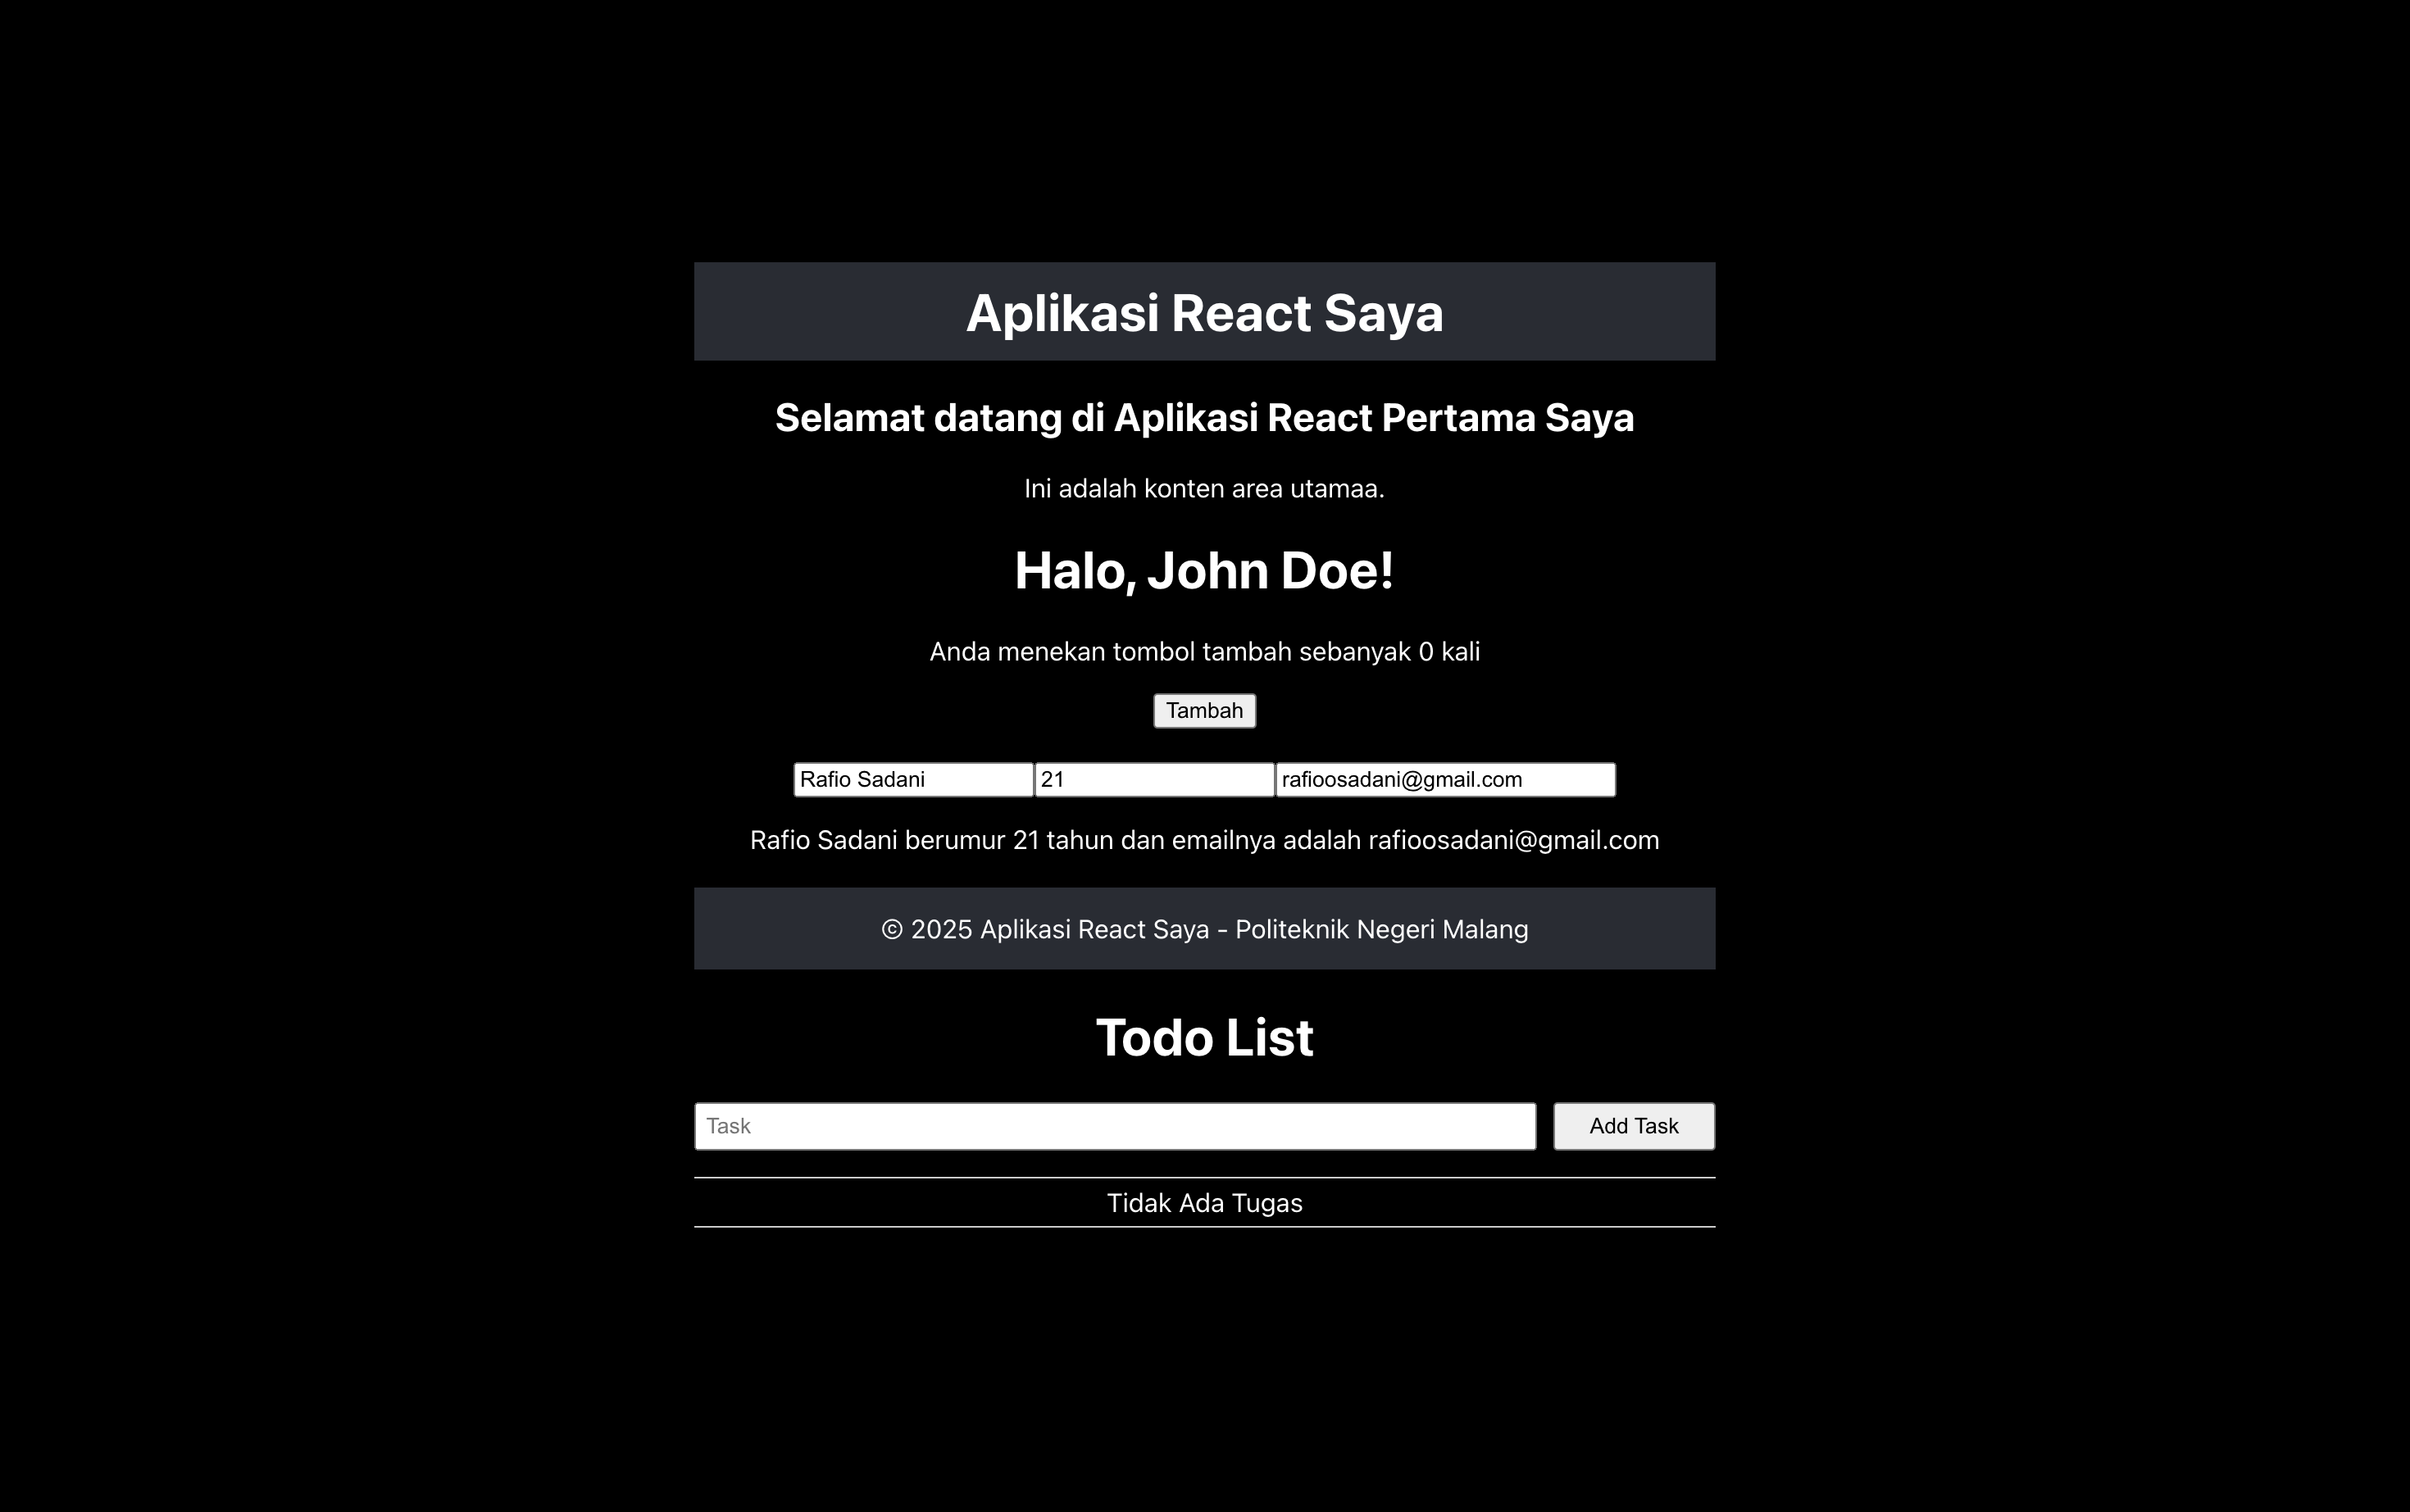 Aplikasi React Saya
Selamat datang di Aplikasi React Pertama Saya
Ini adalah konten area utamaa.
Halo, John Doe!
Anda menekan tombol tambah sebanyak 0 kali
Tambah
Rafio Sadani 21 rafioosadani@gmail.com
Rafio Sadani berumur 21 tahun dan emailnya adalah rafioosadani@gmail.com
© 2025 Aplikasi React Saya - Politeknik Negeri Malang
Todo List
Task Add Task
Tidak Ada Tugas